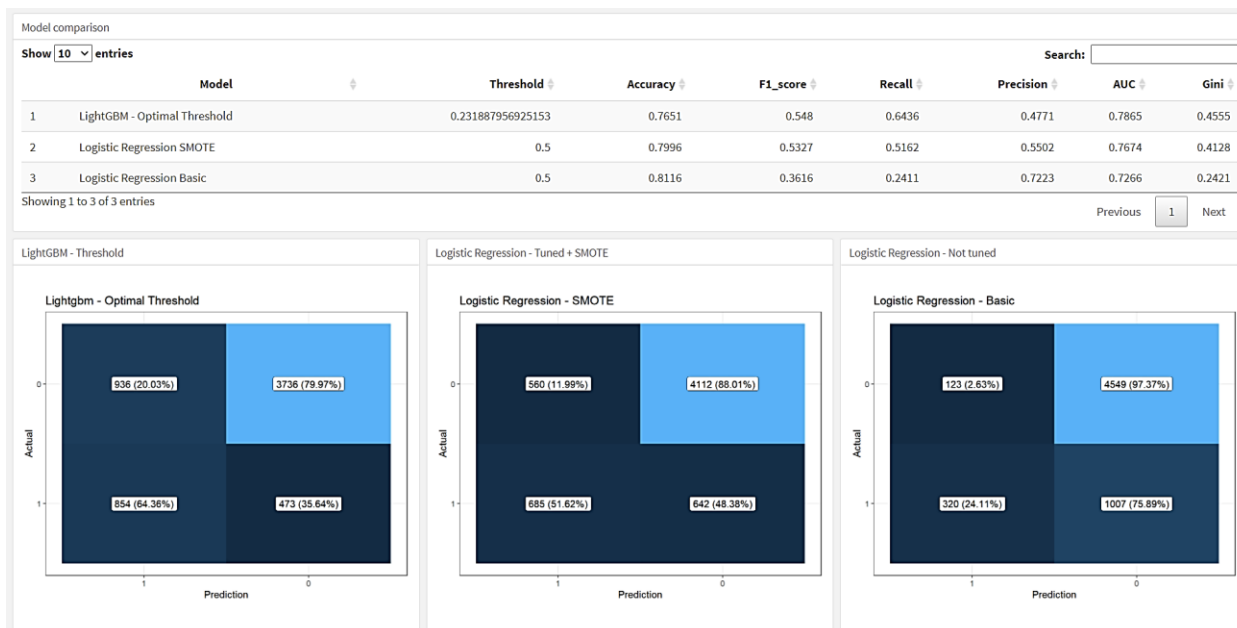 Model comparison
Show 10 entries
Search:
Model Threshold Accuracy F1_score Recall Precision AUC Gini
1 LightGBM - Optimal Threshold 0.231887956925153 0.7651 0.548 0.6436 0.4771 0.7865 0.4555
2 Logistic Regression SMOTE 0.5 0.7996 0.5327 0.5162 0.5502 0.7674 0.4128
3 Logistic Regression Basic 0.5 0.8116 0.3616 0.2411 0.7223 0.7266 0.2421
Showing 1 to 3 of 3 entries
Previous 1 Next
LightGBM - Threshold
Lightgbm - Optimal Threshold
Actual
0
936 (20.03%) 3736 (79.97%)
1
854 (64.36%) 473 (35.64%)
1 0
Prediction
Logistic Regression - Tuned + SMOTE
Logistic Regression - SMOTE
Actual
0
560 (11.99%) 4112 (88.01%)
1
685 (51.62%) 642 (48.38%)
1 0
Prediction
Logistic Regression - Not tuned
Logistic Regression - Basic
Actual
0
123 (2.63%) 4549 (97.37%)
1
320 (24.11%) 1007 (75.89%)
1 0
Prediction